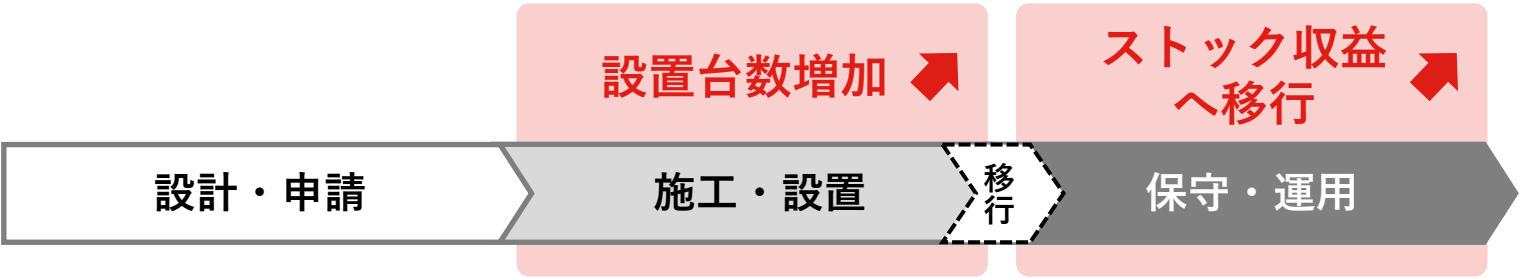 設置台数増加
ストック収益
へ移行
設計・申請
施工・設置
移
行
保守・運用